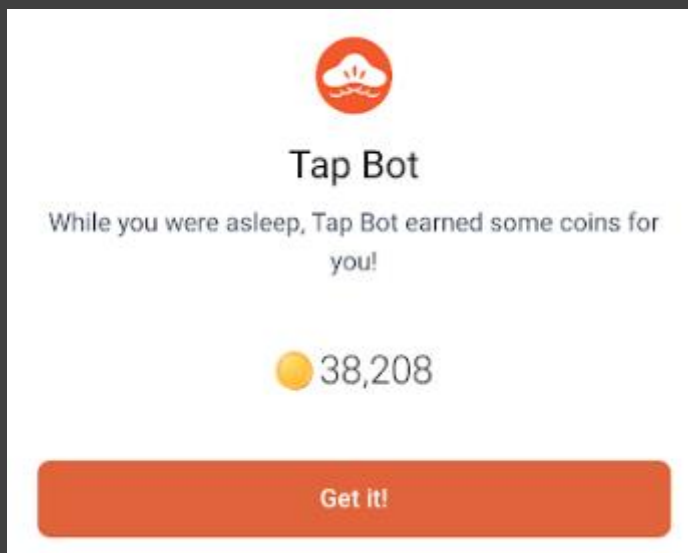 Tap Bot
While you were asleep, Tap Bot earned some coins for
you!
38,208
Get it!